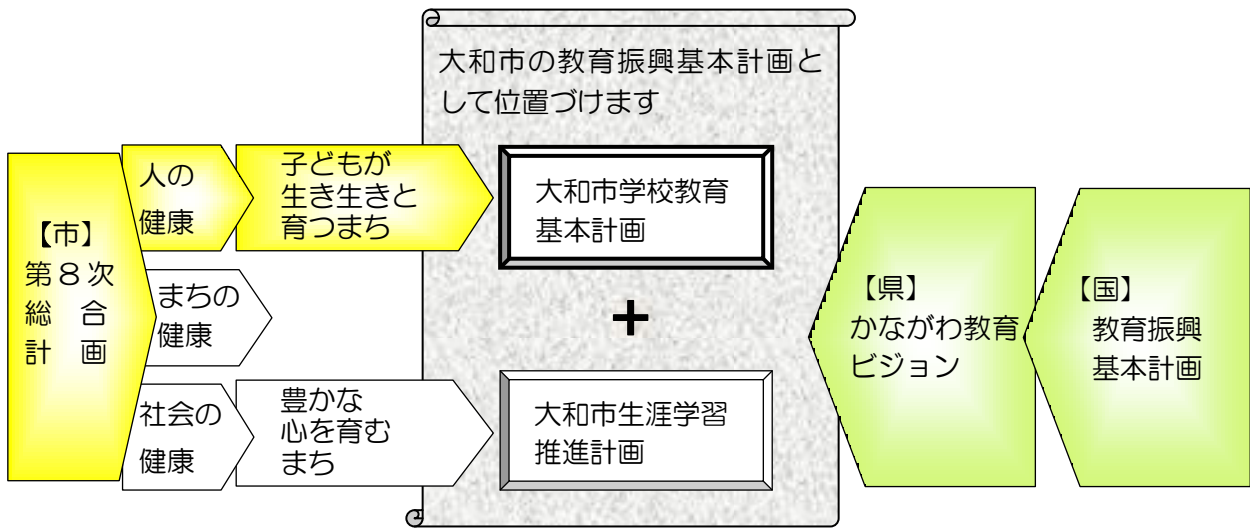 大和市の教育振興基本計画と
して位置づけます
【市】
第８次
総　合
計　画
人の
健康
子どもが
生き生きと
育つまち
大和市学校教育
基本計画
まちの
健康
+
社会の
健康
豊かな
心を育む
まち
大和市生涯学習
推進計画
【県】
かながわ教育
ビジョン
【国】
教育振興
基本計画